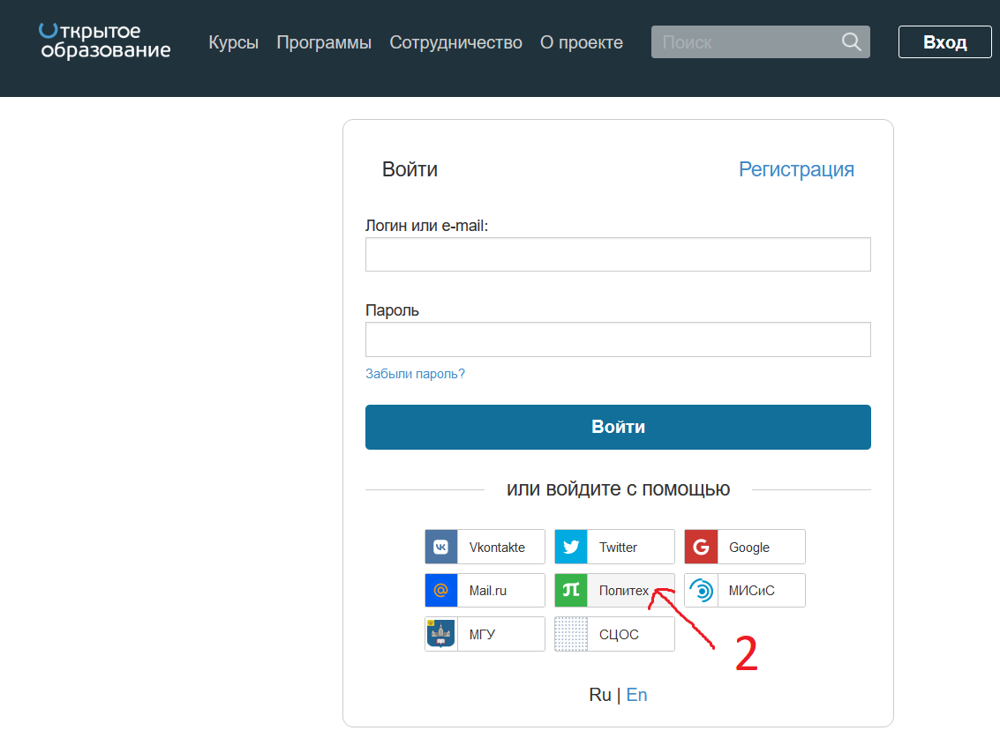 Открытое
образование
Курсы Программы Сотрудничество О проекте Поиск Вход
Войти Регистрация
Логин или e-mail:
Пароль
Забыли пароль?
Войти
или войдите с помощью
Vkontakte Twitter Google
Mail.ru Политех МИСиС
МГУ СЦОС
2
Ru | En